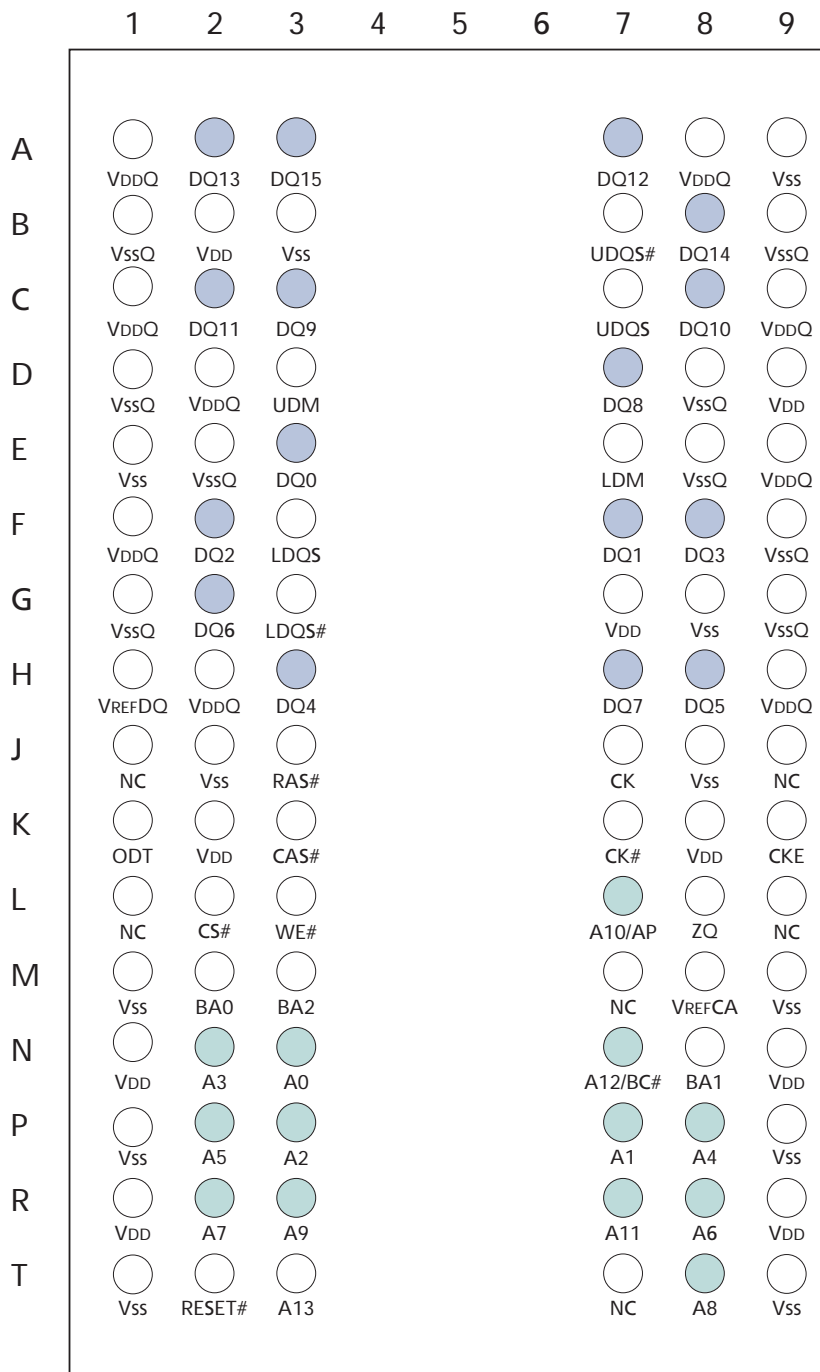 1 2 3 4 5 6 7 8 9
A
VDDQ DQ13 DQ15 DQ12 VDDQ Vss
B
VssQ VDD Vss UDQS# DQ14 VssQ
C
VDDQ DQ11 DQ9 UDQS DQ10 VDDQ
D
VssQ VDDQ UDM DQ8 VssQ VDD
E
Vss VssQ DQ0 LDM VssQ VDDQ
F
VDDQ DQ2 LDQS DQ1 DQ3 VssQ
G
VssQ DQ6 LDQS# VDD Vss VssQ
H
VREFDQ VDDQ DQ4 DQ7 DQ5 VDDQ
J
NC Vss RAS# CK Vss NC
K
ODT VDD CAS# CK# VDD CKE
L
NC CS# WE# A10/AP ZQ NC
M
Vss BA0 BA2 NC VREFCA Vss
N
VDD A3 A0 A12/BC# BA1 VDD
P
Vss A5 A2 A1 A4 Vss
R
VDD A7 A9 A11 A6 VDD
T
Vss RESET# A13 NC A8 Vss